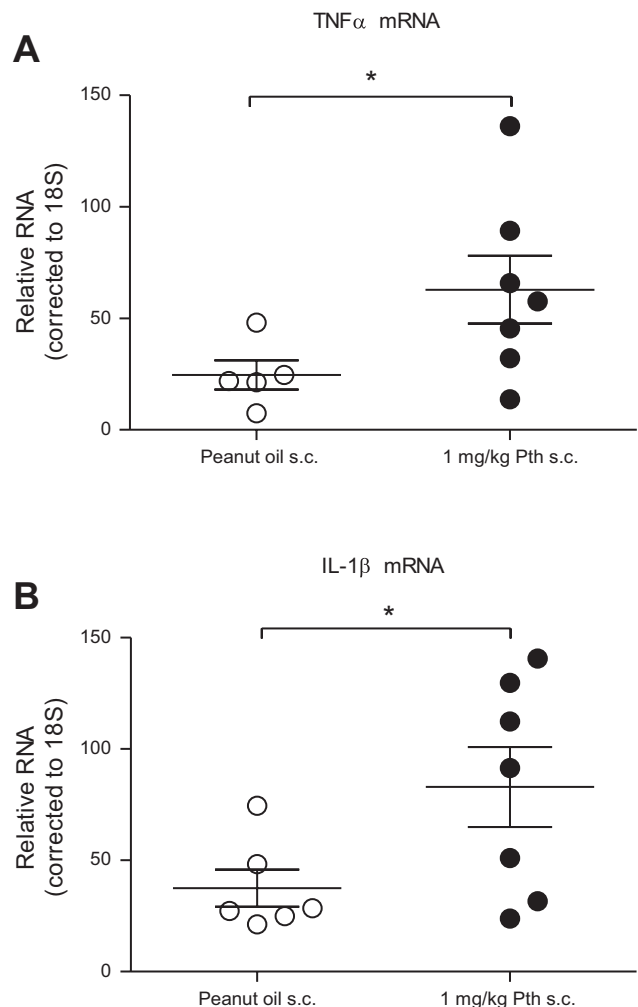 TNFα mRNA
A
*
150
100
50
0
Relative RNA
(corrected to 18S)
Peanut oil s.c.
1 mg/kg Pth s.c.
IL-1β mRNA
B
*
150
100
50
0
Relative RNA
(corrected to 18S)
Peanut oil s.c.
1 mg/kg Pth s.c.